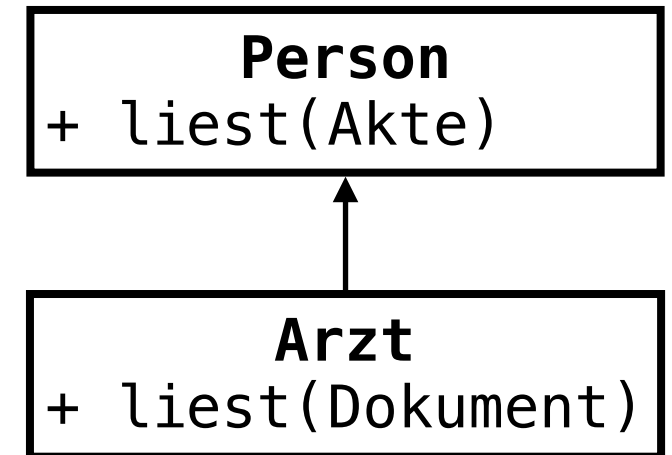 Person
+ liest(Akte)
Arzt
+ liest(Dokument)